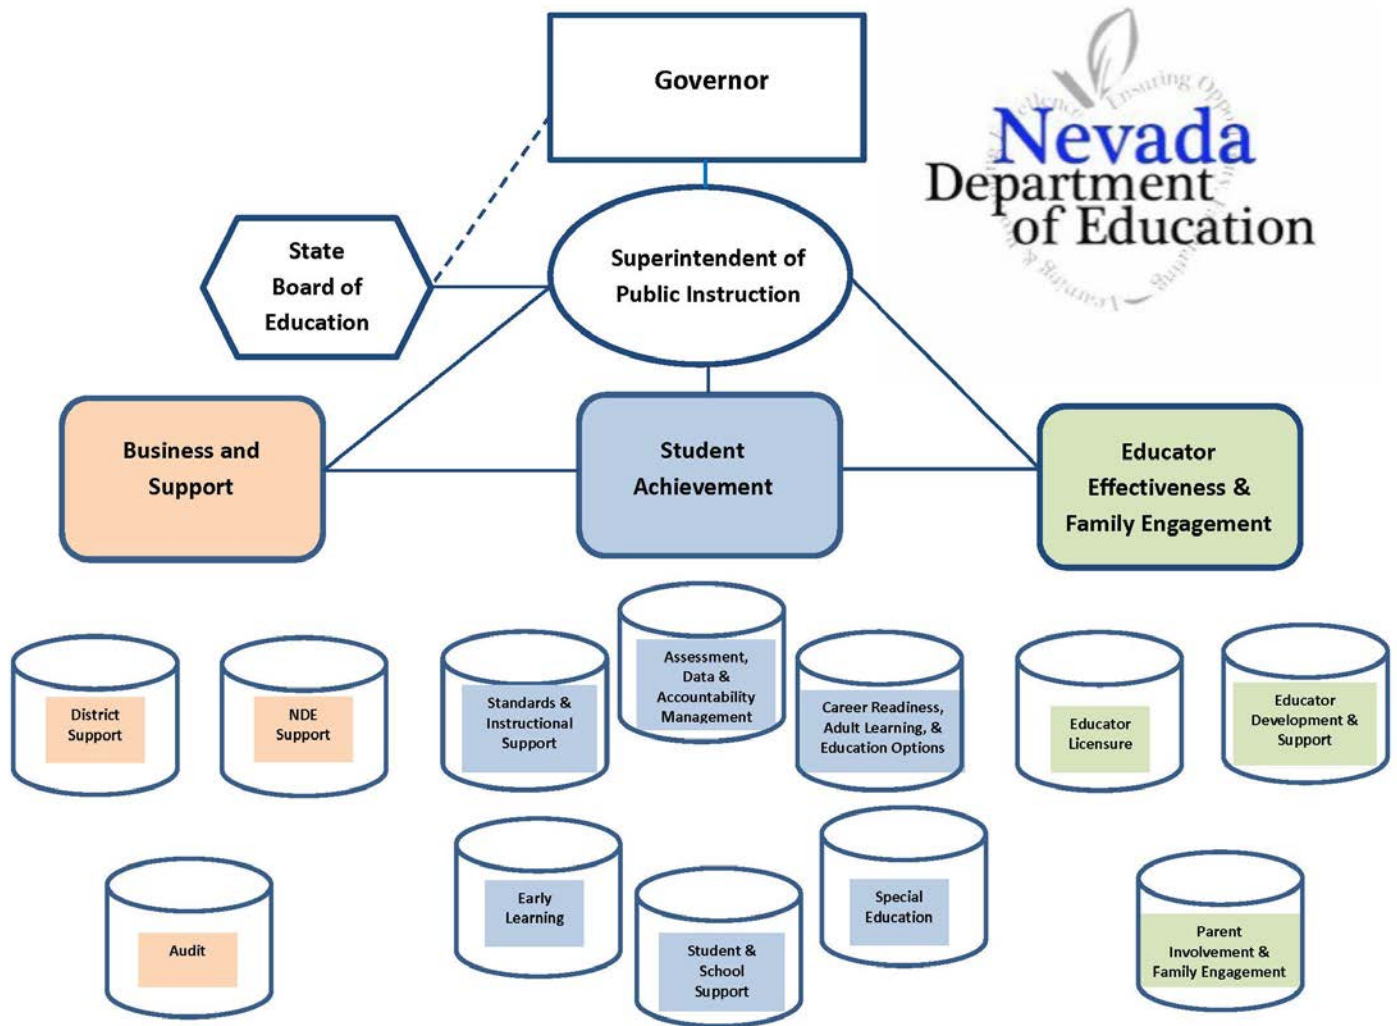 Governor
Nevada
Department
of Education
State
Board of
Education
Superintendent of
Public Instruction
Business and
Support
Student
Achievement
Educator
Effectiveness &
Family Engagement
District
Support
NDE
Support
Standards &
Instructional
Support
Assessment,
Data &
Accountability
Management
Career Readiness,
Adult Learning, &
Education Options
Educator
Licensure
Educator
Development &
Support
Audit
Early
Learning
Student &
School
Support
Special
Education
Parent
Involvement &
Family Engagement